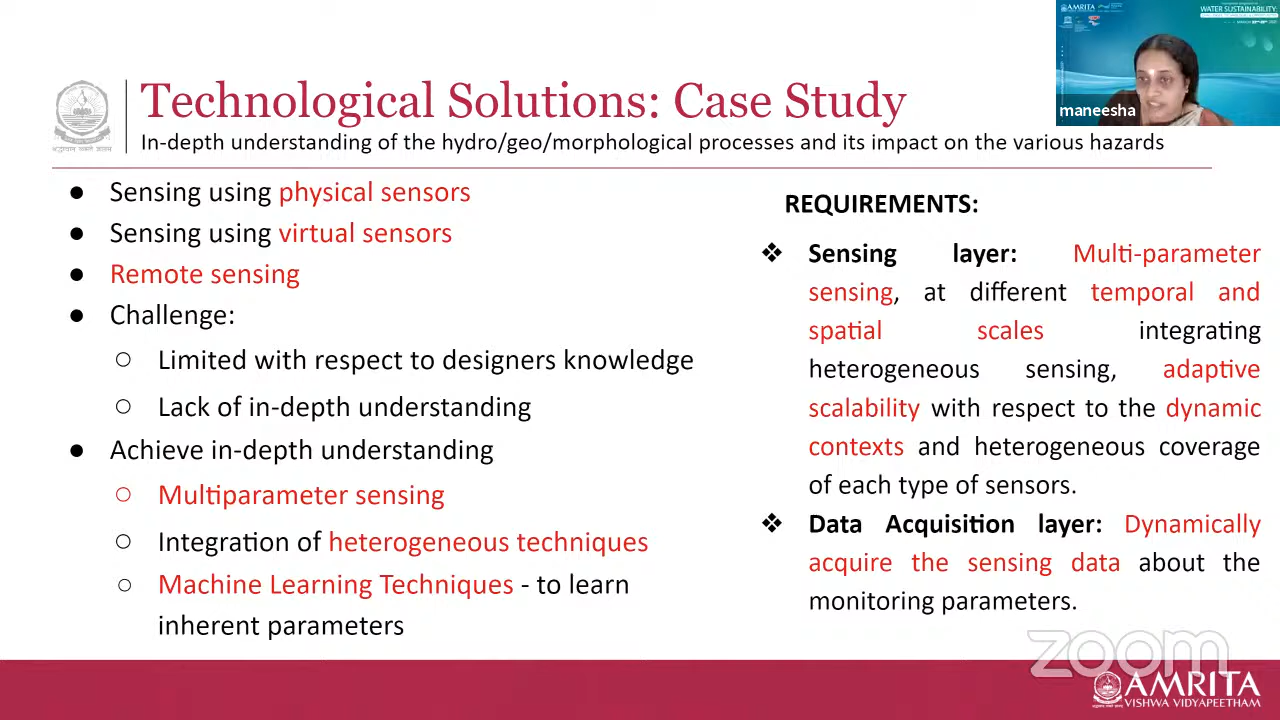 Technological Solutions: Case Study
In-depth understanding of the hydro/geo/morphological processes and its impact on the various hazards
● Sensing using physical sensors
● Sensing using virtual sensors
● Remote sensing
● Challenge:
○ Limited with respect to designers knowledge
○ Lack of in-depth understanding
● Achieve in-depth understanding
○ Multiparameter sensing
○ Integration of heterogeneous techniques
○ Machine Learning Techniques - to learn
inherent parameters
REQUIREMENTS:
❖ Sensing layer: Multi-parameter
sensing, at different temporal and
spatial scales integrating
heterogeneous sensing, adaptive
scalability with respect to the dynamic
contexts and heterogeneous coverage
of each type of sensors.
❖ Data Acquisition layer: Dynamically
acquire the sensing data about the
monitoring parameters.
AMRITA
WATER SUSTAINABILITY:
maneesha
zoom
AMRITA
VISHWA VIDYAPEETHAM